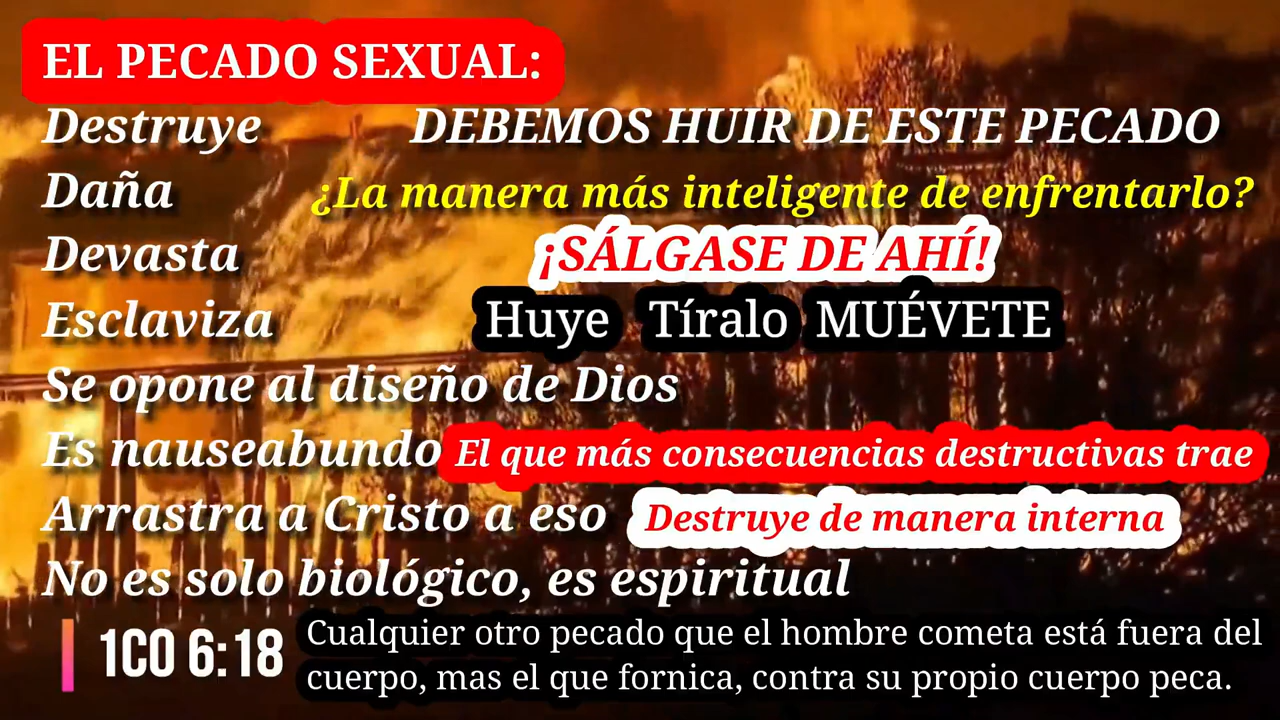 EL PECADO SEXUAL:
Destruye DEBEMOS HUIR DE ESTE PECADO
Daña ¿La manera más inteligente de enfrentarlo?
Devasta ¡SÁLGASE DE AHÍ!
Esclaviza Huye Tíralo MUÉVETE
Se opone al diseño de Dios
Es nauseabundo El que más consecuencias destructivas trae
Arrastra a Cristo a eso Destruye de manera interna
No es solo biológico, es espiritual
1CO 6:18 Cualquier otro pecado que el hombre cometa está fuera del
cuerpo, mas el que fornica, contra su propio cuerpo peca.